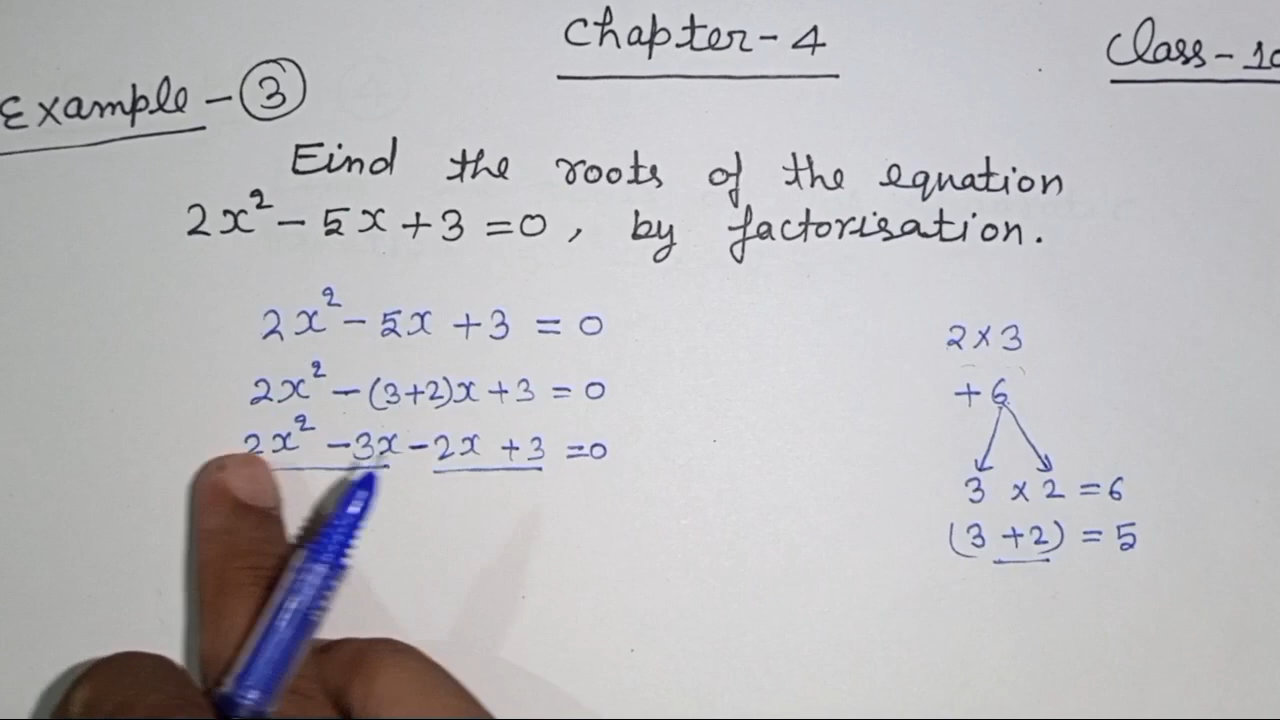 Chapter-4
Class-10
Example-③
Eind the roots of the equation
2x² - 5x + 3 = 0, by factorisation.
2x² - 5x + 3 = 0
2x² - (3+2)x + 3 = 0
2x² - 3x - 2x + 3 = 0
2 x 3
+ 6
3 x 2 = 6
(3 + 2) = 5